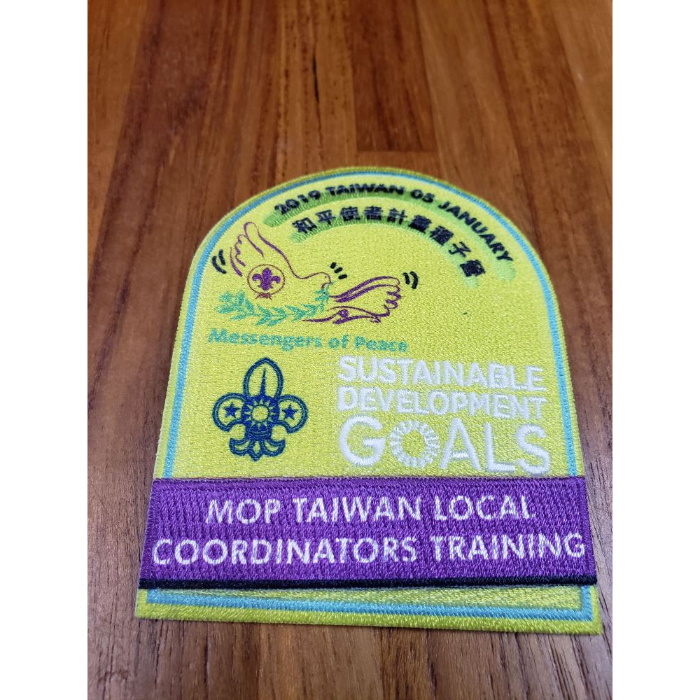 2019 TAIWAN 05 JANUARY
和平使者計畫種子營
Messengers of Peace
SUSTAINABLE
DEVELOPMENT
GOALS
MOP TAIWAN LOCAL
COORDINATORS TRAINING